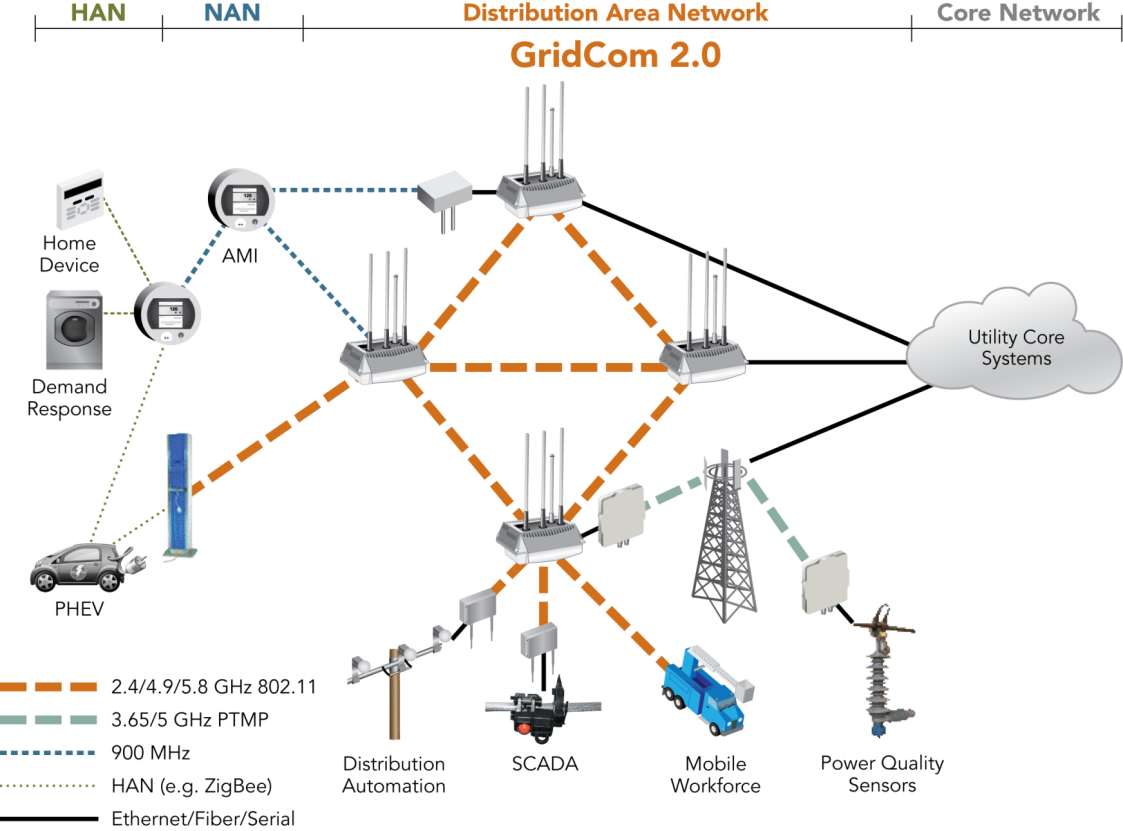 HAN
NAN
Distribution Area Network
Core Network
GridCom 2.0
Home
Device
AMI
Demand
Response
PHEV
Utility Core
Systems
2.4/4.9/5.8 GHz 802.11
3.65/5 GHz PTMP
900 MHz
HAN (e.g. ZigBee)
Ethernet/Fiber/Serial
Distribution
Automation
SCADA
Mobile
Workforce
Power Quality
Sensors